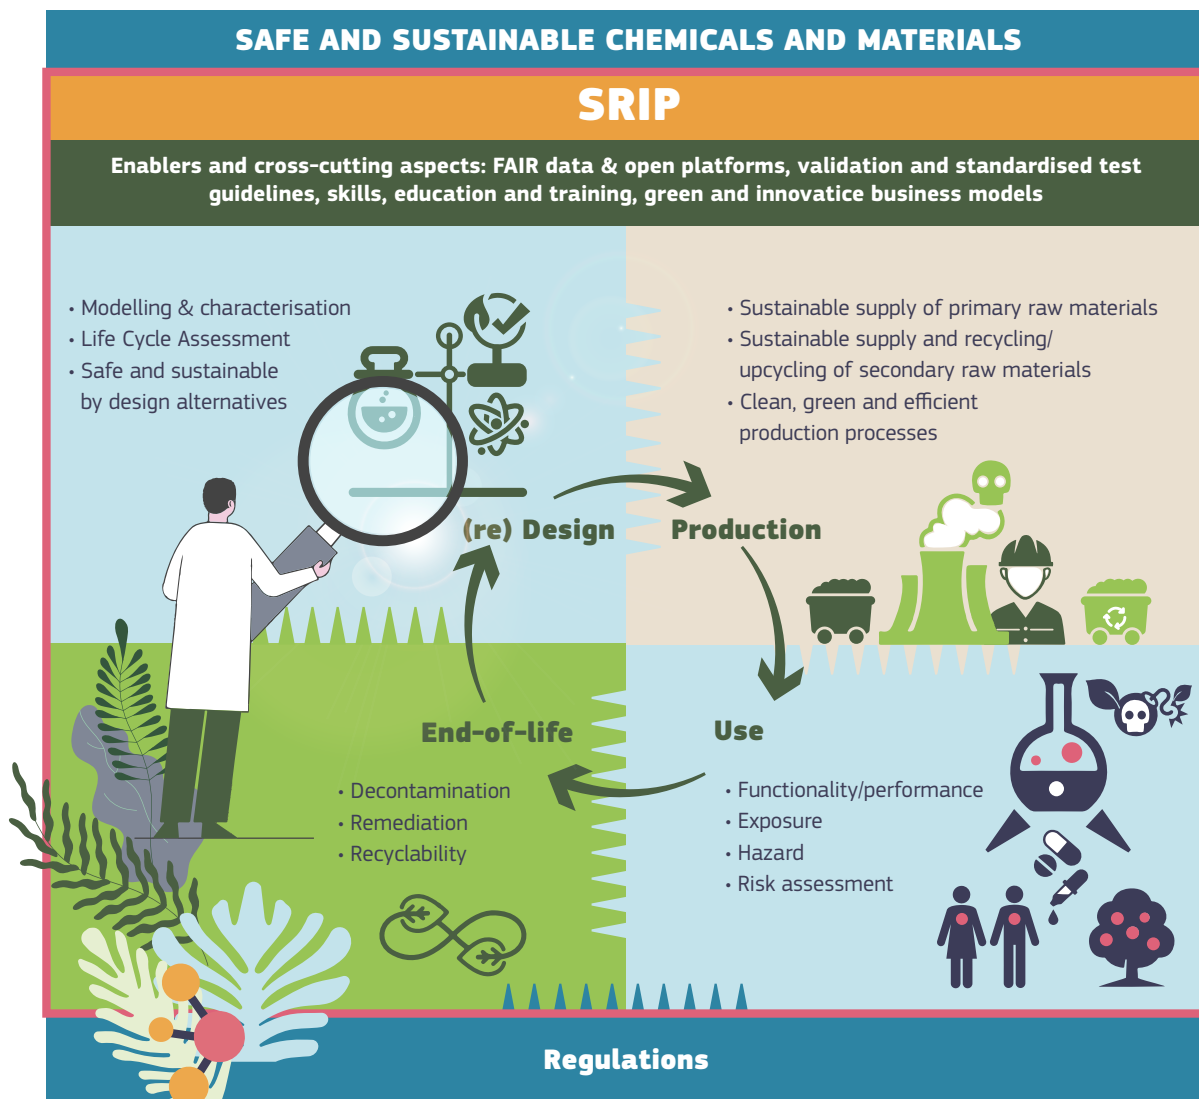 SAFE AND SUSTAINABLE CHEMICALS AND MATERIALS
SRIP
Enablers and cross-cutting aspects: FAIR data & open platforms, validation and standardised test
guidelines, skills, education and training, green and innovatice business models
• Modelling & characterisation
• Life Cycle Assessment
• Safe and sustainable
by design alternatives
• Sustainable supply of primary raw materials
• Sustainable supply and recycling/
upcycling of secondary raw materials
• Clean, green and efficient
production processes
(re) Design
Production
End-of-life
Use
• Decontamination
• Remediation
• Recyclability
• Functionality/performance
• Exposure
• Hazard
• Risk assessment
Regulations